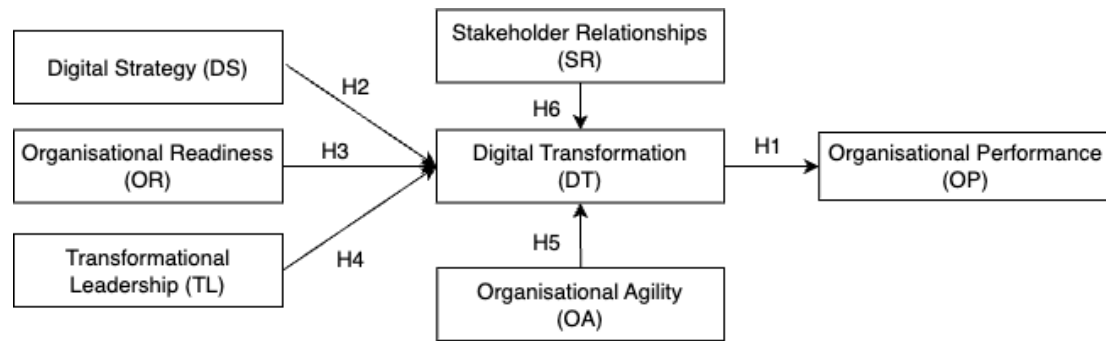 Stakeholder Relationships
(SR)
Digital Strategy (DS)
H2
H6
Organisational Readiness
(OR)
H3
Digital Transformation
(DT)
H1
Organisational Performance
(OP)
H4
H5
Transformational
Leadership (TL)
Organisational Agility
(OA)